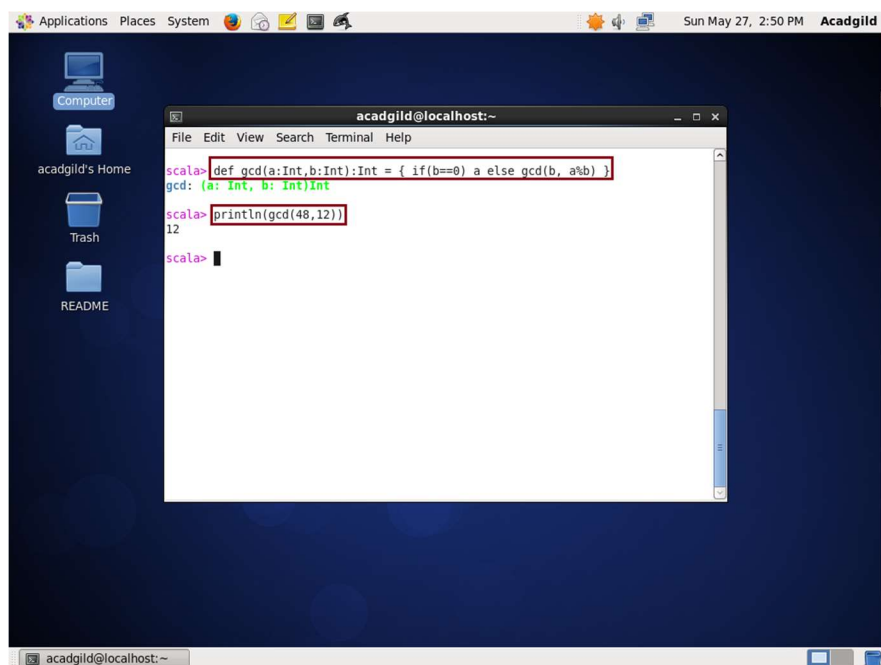 Applications Places System Sun May 27, 2:50 PM Acadgild
Computer
acadgild's Home
Trash
README
acadgild@localhost:~
File Edit View Search Terminal Help
scala> def gcd(a:Int,b:Int):Int = { if(b==0) a else gcd(b, a%b) }
gcd: (a: Int, b: Int)Int
scala> println(gcd(48,12))
12
scala>
acadgild@localhost:~